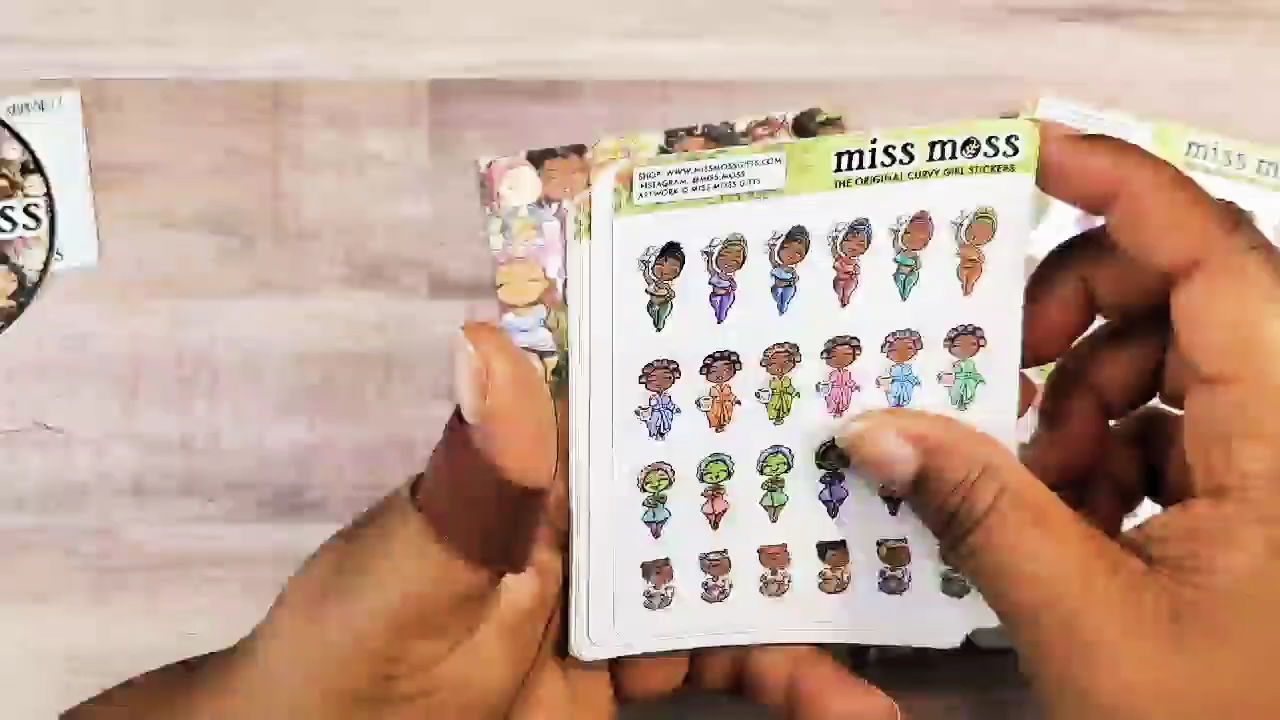 SHOP: WWW.MISSMOSSGIFTS.COM
INSTAGRAM: @MISS.MOSS
ARTWORK © MISS MOSS GIFTS
miss moss
THE ORIGINAL CURVY GIRL STICKERS
miss m
ss